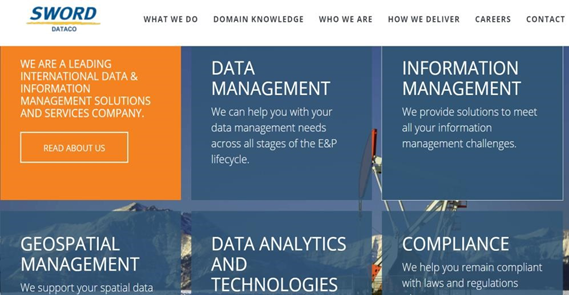 SWORD
DATACO
WHAT WE DO DOMAIN KNOWLEDGE WHO WE ARE HOW WE DELIVER CAREERS CONTACT
WE ARE A LEADING
INTERNATIONAL DATA &
INFORMATION
MANAGEMENT SOLUTIONS
AND SERVICES COMPANY.
READ ABOUT US
DATA
MANAGEMENT
We can help you with your
data management needs
across all stages of the E&P
lifecycle.
INFORMATION
MANAGEMENT
We provide solutions to meet
all your information
management challenges.
GEOSPATIAL
MANAGEMENT
We support your spatial data
DATA ANALYTICS
AND
TECHNOLOGIES
COMPLIANCE
We help you remain compliant
with laws and regulations